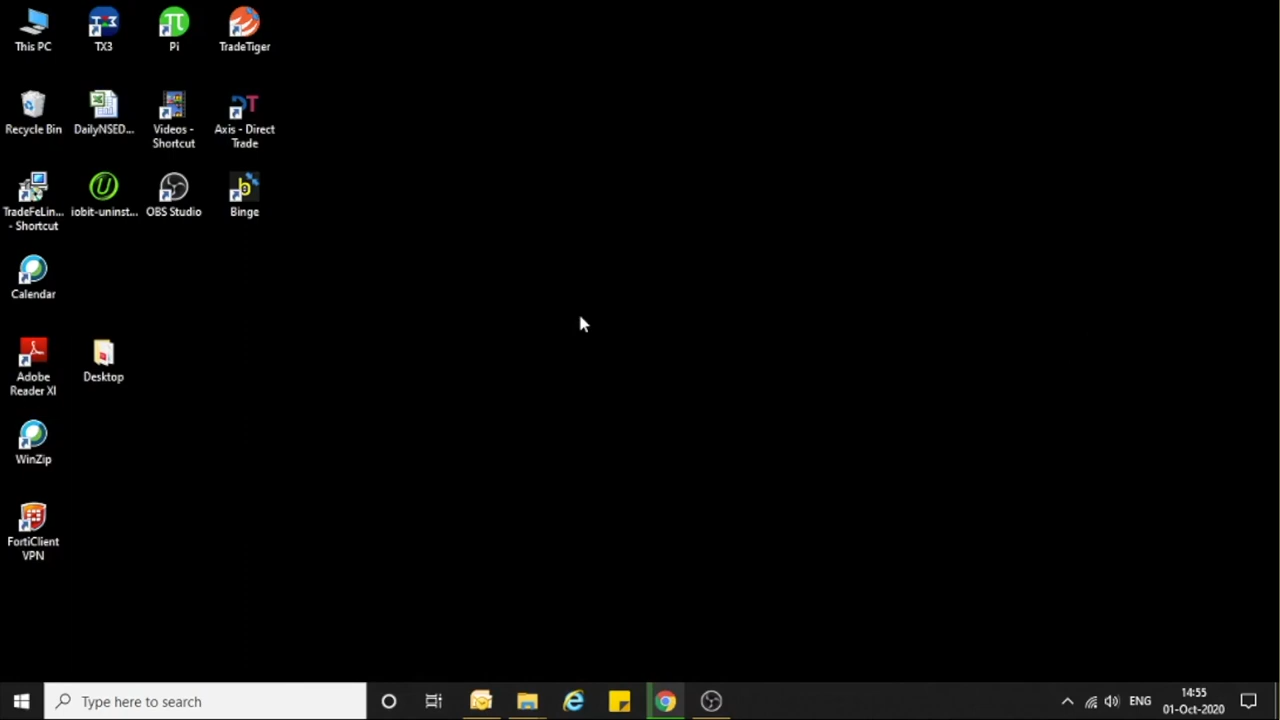 This PC
TX3
Pi
TradeTiger
Recycle Bin
DailyNSED...
Videos -
Shortcut
Axis - Direct
Trade
TradeFeLin...
- Shortcut
iobit-uninst...
OBS Studio
Binge
Calendar
Adobe
Reader XI
Desktop
WinZip
FortiClient
VPN
Type here to search
ENG
14:55
01-Oct-2020